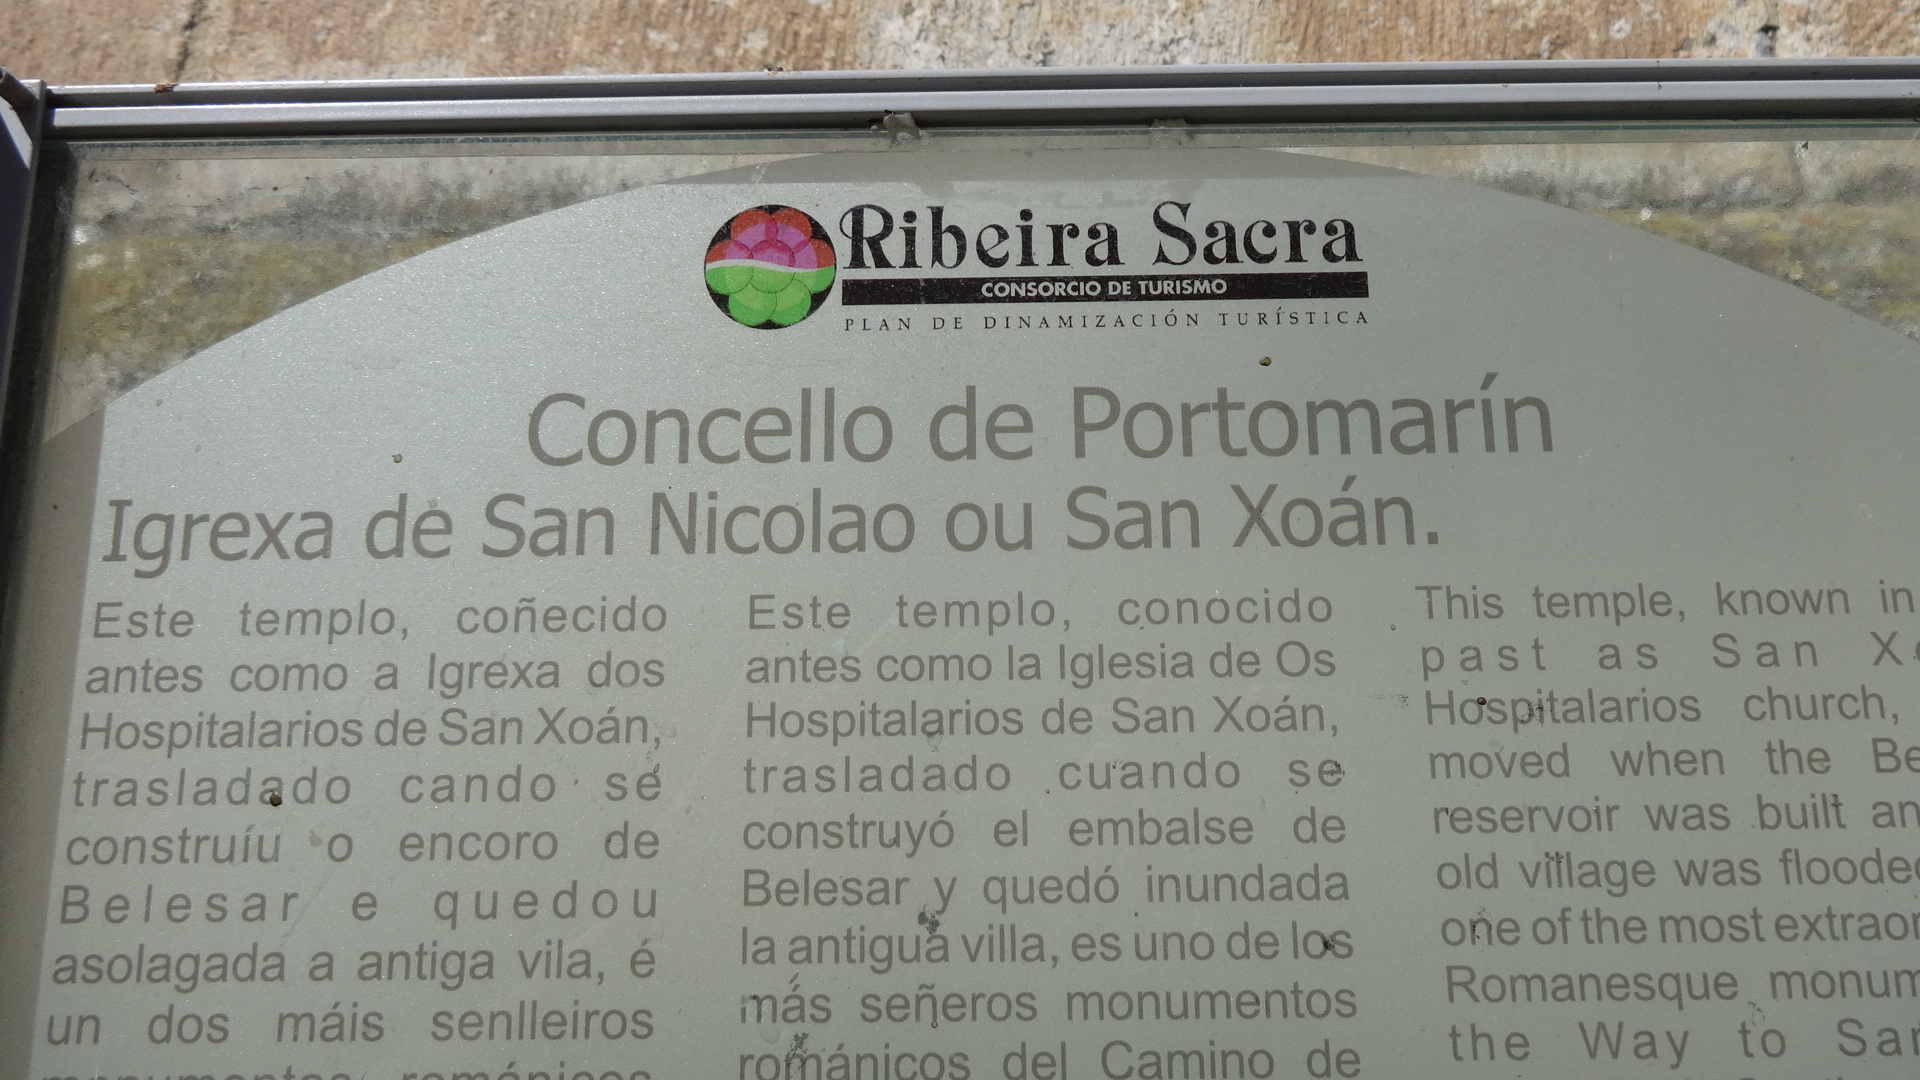 Ribeira Sacra
CONSORCIO DE TURISMO
PLAN DE DINAMIZACIÓN TURÍSTICA
Concello de Portomarín
Igrexa de San Nicolao ou San Xoán.
Este templo, coñecido
antes como a Igrexa dos
Hospitalarios de San Xoán,
trasladado cando se
construíu o encoro de
Belesar e quedou
asolagada a antiga vila, é
un dos máis senlleiros
monumentos románicos
Este templo, conocido
antes como la Iglesia de Os
Hospitalarios de San Xoán,
trasladado cuando se
construyó el embalse de
Belesar y quedó inundada
la antigua villa, es uno de los
más señeros monumentos
románicos del Camino de
This temple, known in
past as San
Hospitalarios church,
moved when the
reservoir was built
old village was
one of the most
Romanesque
the Way to